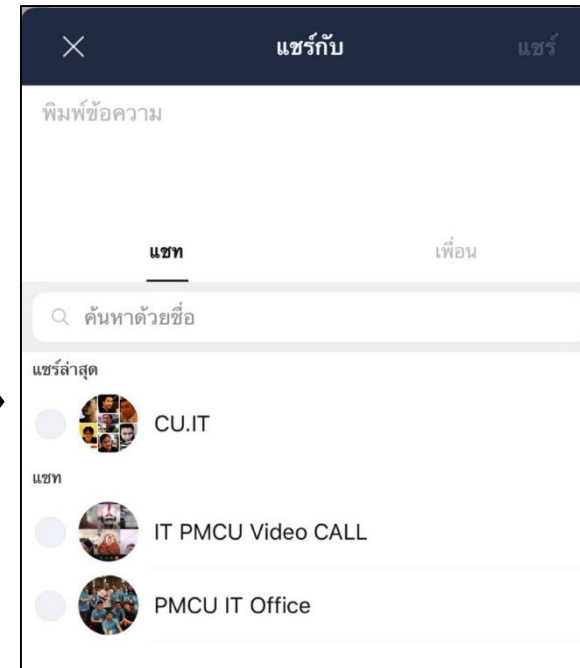 แชร์กับ แชร์
พิมพ์ข้อความ
แชท เพื่อน
ค้นหาด้วยชื่อ
แชร์ล่าสุด
CU.IT
แชท
IT PMCU Video CALL
PMCU IT Office